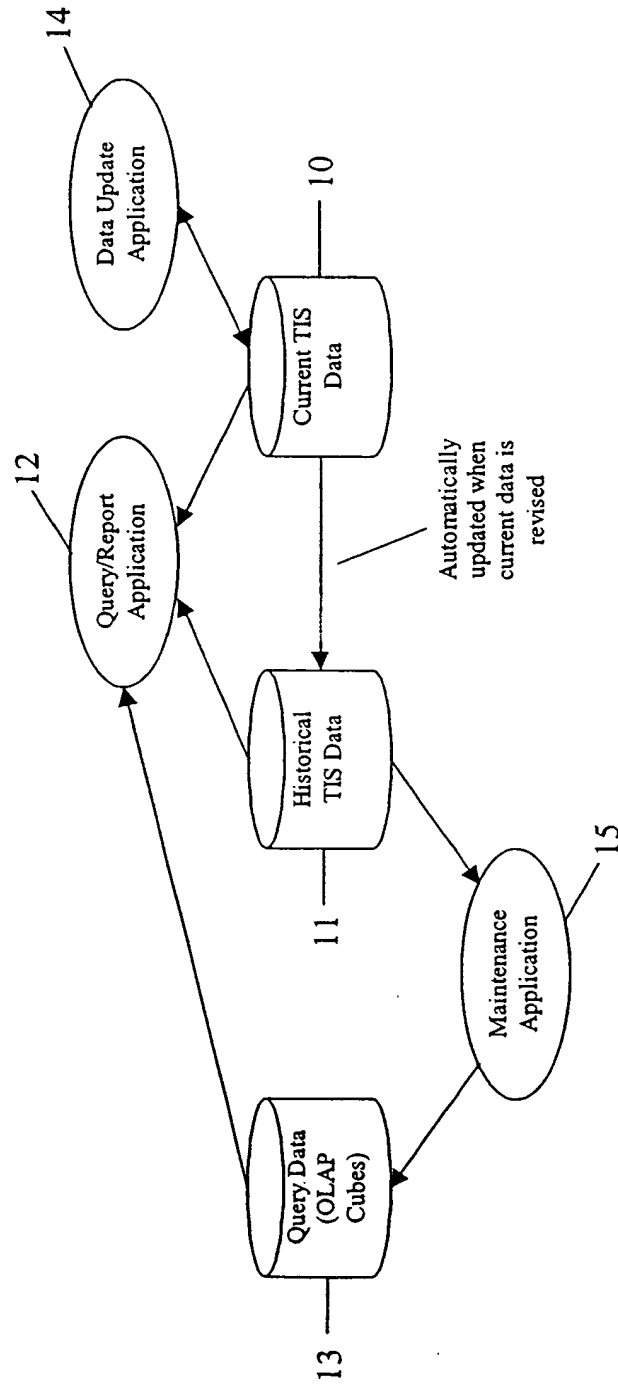 14
Data Update
Application
12
Query/Report
Application
10
Current TIS
Data
Automatically
updated when
current data is
revised
11
Historical
TIS Data
15
Maintenance
Application
13
Query Data
(OLAP
Cubes)